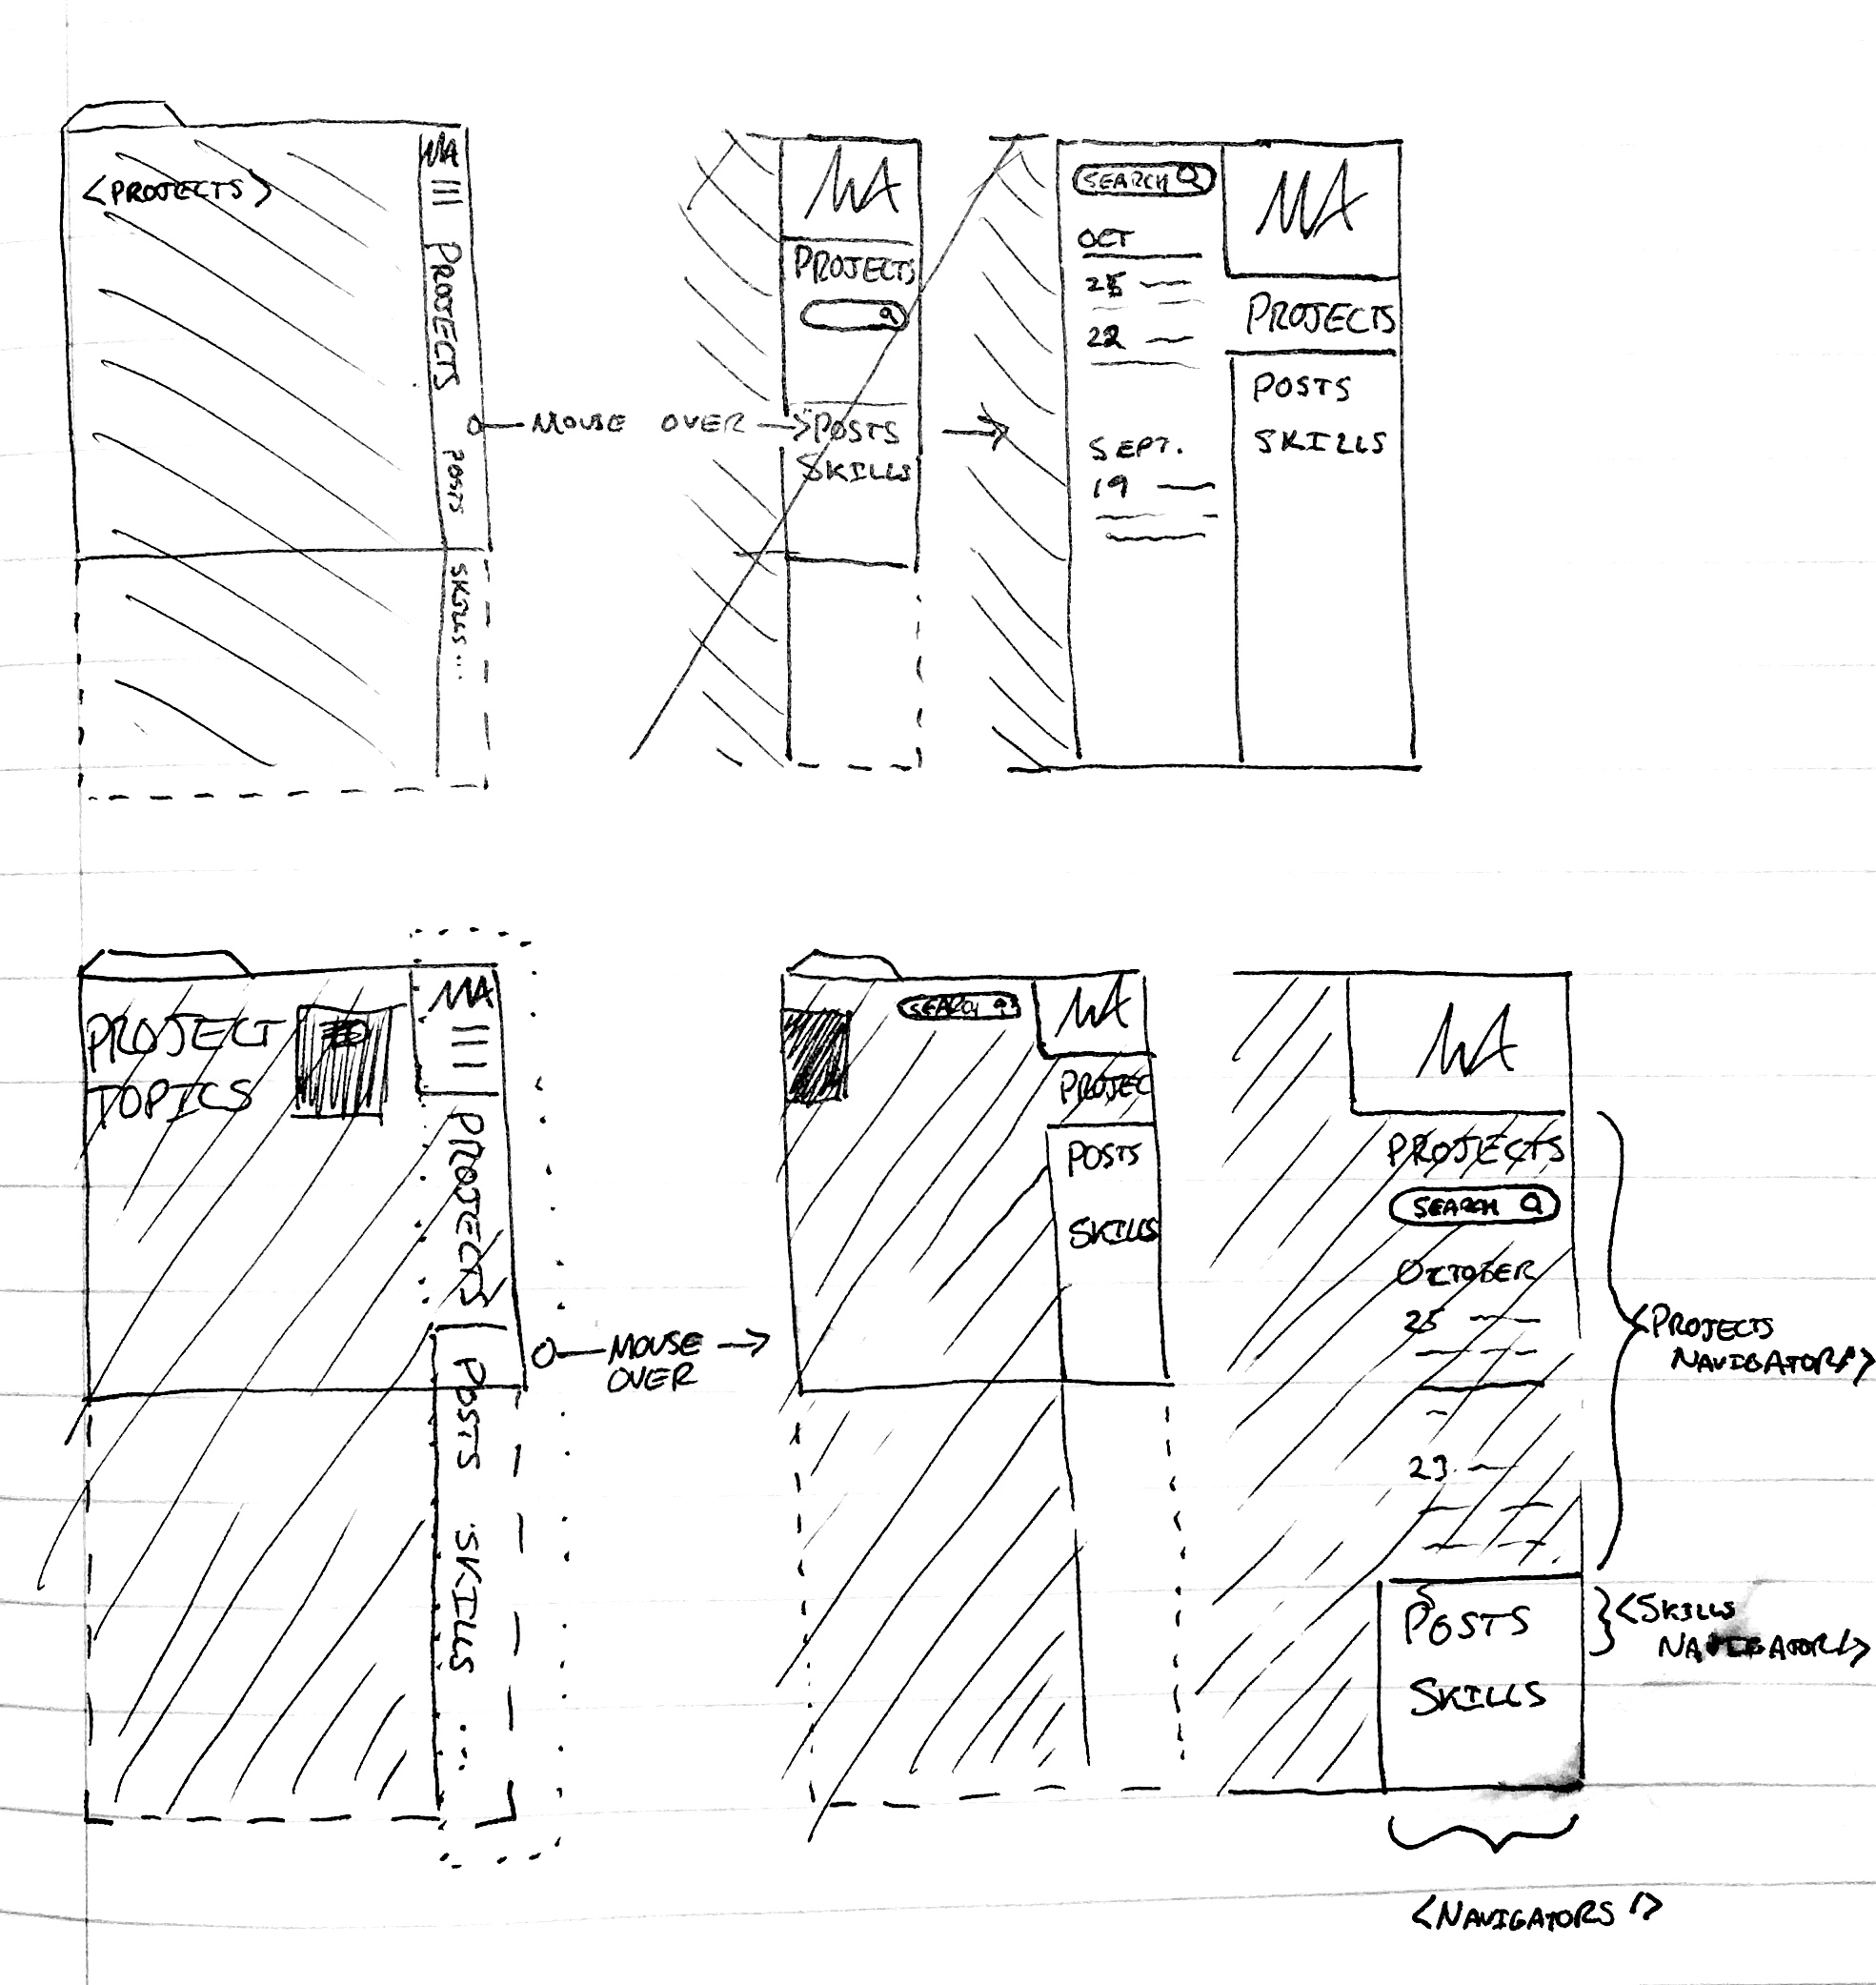 <PROJECTS>
MA
PROJECTS
POSTS
SKILLS...
MOUSE OVER
MA
PROJECTS
POSTS
SKILLS
SEARCH
OCT
25
22
SEPT.
19
MA
PROJECTS
POSTS
SKILLS
PROJECT
TOPICS
MA
PROJECTS
POSTS
SKILLS ...
MOUSE
OVER
SEARCH
MA
PROJEC
POSTS
SKILLS
MA
PROJECTS
SEARCH
OCTOBER
25
23
POSTS
SKILLS
<PROJECTS
NAVIGATOR/>
<SKILLS
NAVIGATOR/>
<NAVIGATORS/>